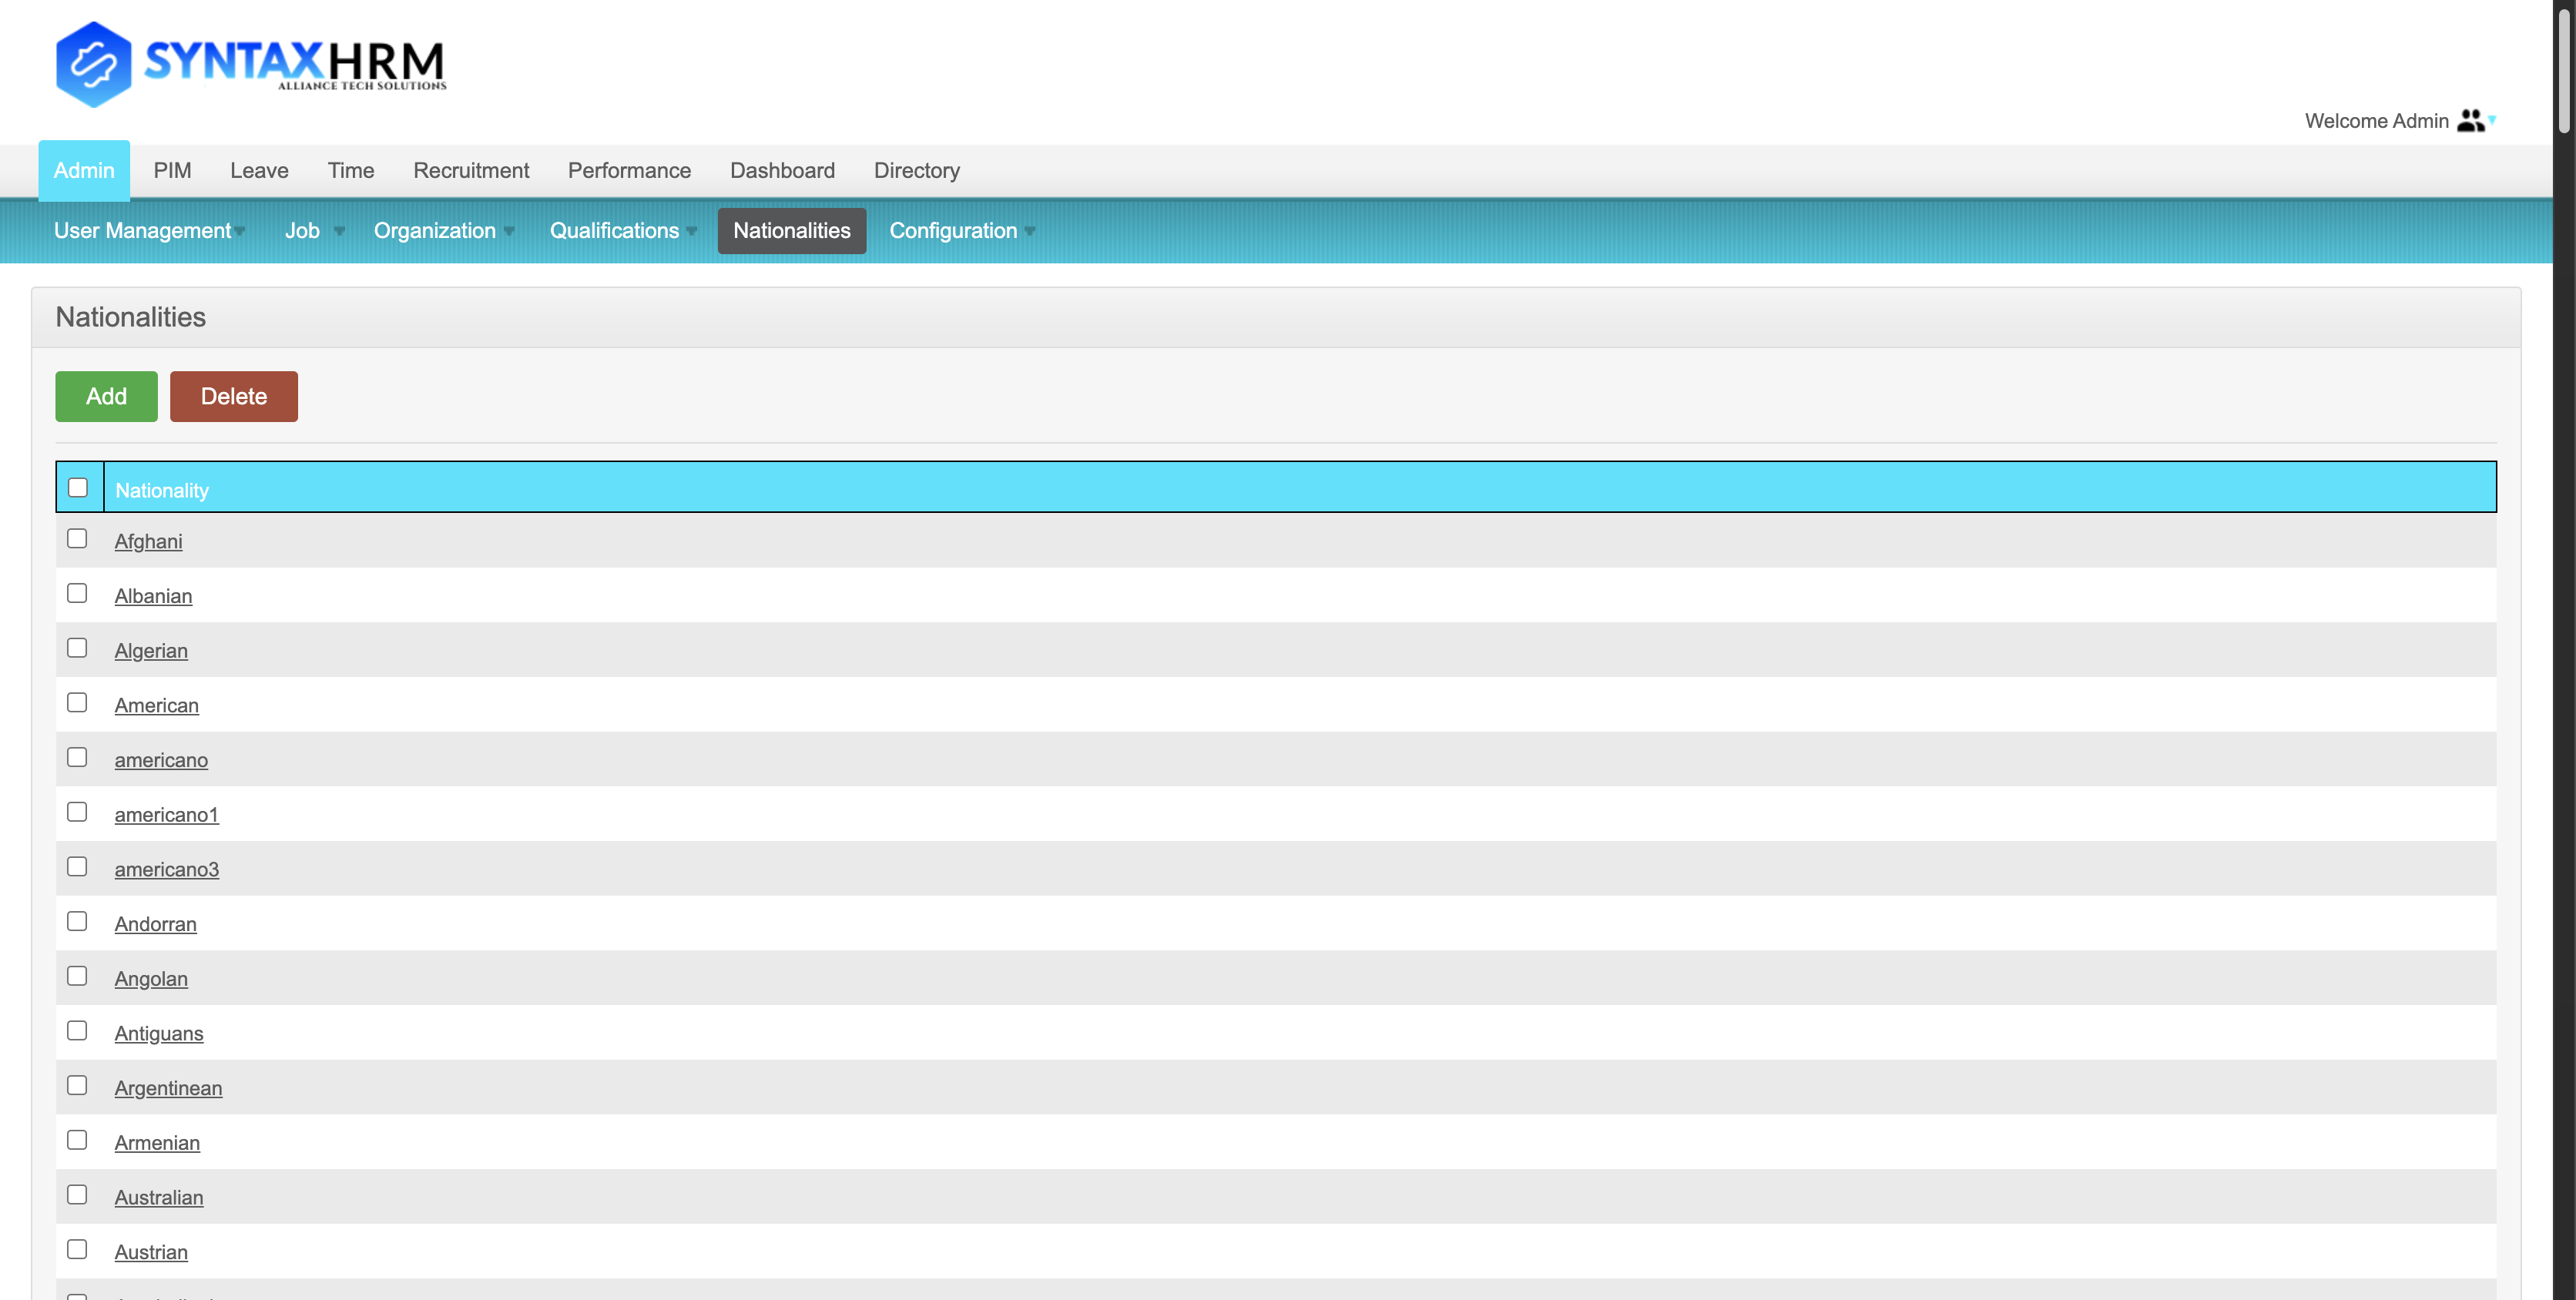 SYNTAXHRM
ALLIANCE TECH SOLUTIONS
Welcome Admin
Admin PIM Leave Time Recruitment Performance Dashboard Directory
User Management Job Organization Qualifications Nationalities Configuration
Nationalities
Add Delete
Nationality
Afghani
Albanian
Algerian
American
americano
americano1
americano3
Andorran
Angolan
Antiguans
Argentinean
Armenian
Australian
Austrian